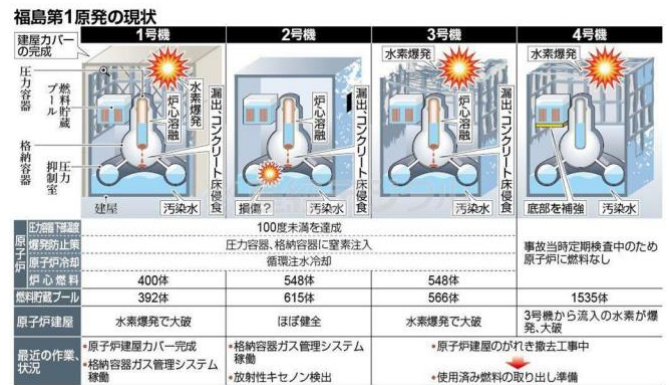 福島第1原発の現状
1号機
2号機
3号機
4号機
建屋カバー
の完成
水素爆発
水素爆発
水素爆発
圧力容器
燃料貯蔵
プール
格納容器
圧力
抑制室
建屋
炉心溶融
漏出、コンクリート床侵食
汚染水
炉心溶融
漏出、コンクリート床侵食
損傷?
汚染水
炉心溶融
漏出、コンクリート床侵食
汚染水
底部を補強
汚染水
原子炉
圧力容器下部温度
100度未満を達成
爆発防止策
圧力容器、格納容器に窒素注入
原子炉冷却
循環注水冷却
事故当時定期検査中のため
原子炉に燃料なし
炉心燃料
400体
548体
548体
燃料貯蔵プール
392体
615体
566体
1535体
原子炉建屋
水素爆発で大破
ほぼ健全
水素爆発で大破
3号機から流入の水素が爆
発、大破
最近の作業、
状況
•原子炉建屋カバー完成
•格納容器ガス管理システム
稼働
•格納容器ガス管理システム
稼働
•放射性キセノン検出
•原子炉建屋のがれき撤去工事中
•使用済み燃料の取り出し準備